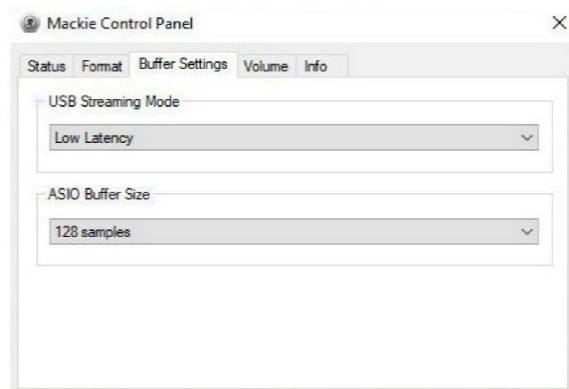 Mackie Control Panel
Status Format Buffer Settings Volume Info
USB Streaming Mode
Low Latency
ASIO Buffer Size
128 samples